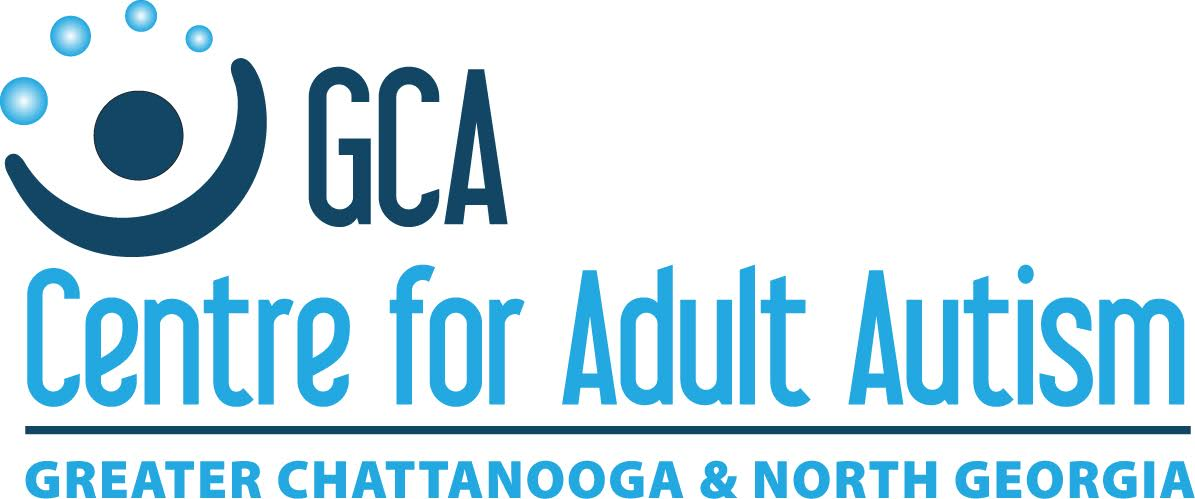 GCA
Centre for Adult Autism
GREATER CHATTANOOGA & NORTH GEORGIA